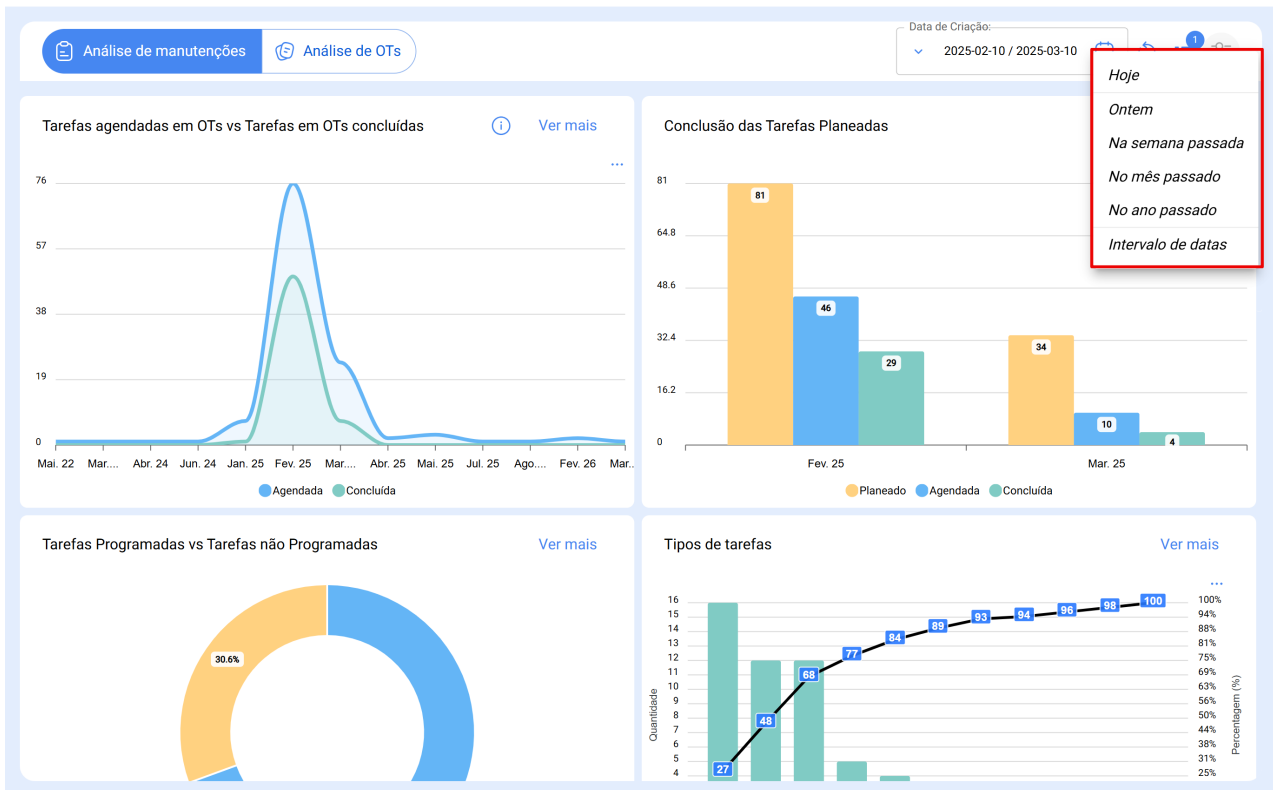 Análise de manutenções
Análise de OTs
Data de Criação:
2025-02-10 / 2025-03-10
1
Hoje
Ontem
Na semana passada
No mês passado
No ano passado
Intervalo de datas
Tarefas agendadas em OTs vs Tarefas em OTs concluídas
Ver mais
...
76
57
38
19
0
Mai. 22 Mar.... Abr. 24 Jun. 24 Jan. 25 Fev. 25 Mar.... Abr. 25 Mai. 25 Jul. 25 Ago.... Fev. 26 Mar..
Agendada Concluída
Conclusão das Tarefas Planeadas
81
64.8
48.6
32.4
16.2
0
81
46
29
34
10
4
Fev. 25 Mar. 25
Planeado Agendada Concluída
Tarefas Programadas vs Tarefas não Programadas
Ver mais
30.6%
Tipos de tarefas
Ver mais
...
Quantidade
16
15
14
13
12
11
10
9
8
7
6
5
4
27
48
68
77
84
89
93
94
96
98
100
100%
94%
88%
81%
75%
69%
63%
56%
50%
44%
38%
31%
25%
Percentagem (%)